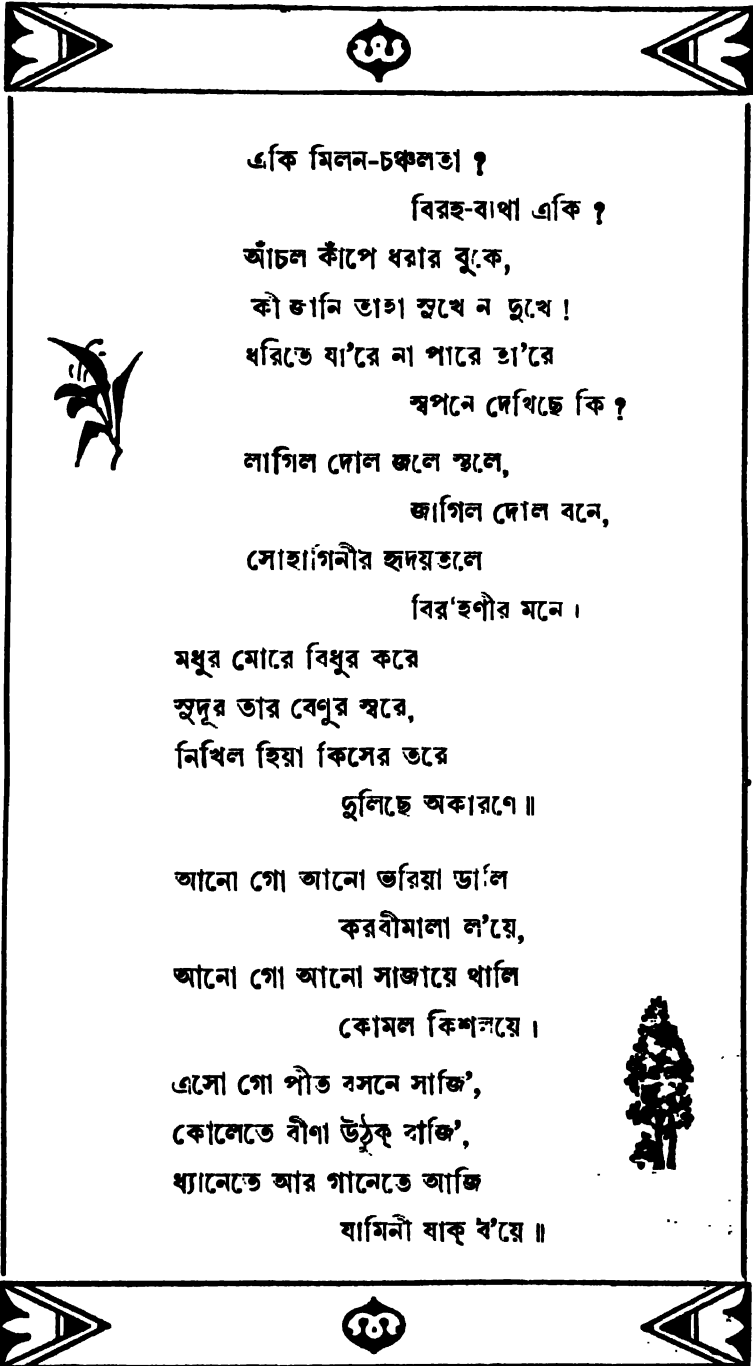 একি মিলন-চঞ্চলতা ?
বিরহ-ব্যথা একি ?
আঁচল কাঁপে ধরার বুকে,
কী জানি তাহা সুখে ন দুখে !
ধরিতে যা’রে না পারে তা’রে
স্বপনে দেখিছে কি ?
লাগিল দোল জলে স্থলে,
জাগিল দোল বনে,
সোহাগিনীর হৃদয়তলে
বিরহিণীর মনে ।
মধুর মোরে বিধুর করে
সুদূর তার বেণুর স্বরে,
নিখিল হিয়া কিসের তরে
দুলিছে অকারণে ॥
আনো গো আনো ভরিয়া ডালি
করবীমালা ল’য়ে,
আনো গো আনো সাজায়ে থালি
কোমল কিশলয়ে ।
এসো গো পীত বসনে সাজি’,
কোলেতে বীণা উঠুক্ বাজি’,
ধ্যানেতে আর গানেতে আজি
যামিনী যাক্ ব’য়ে ॥